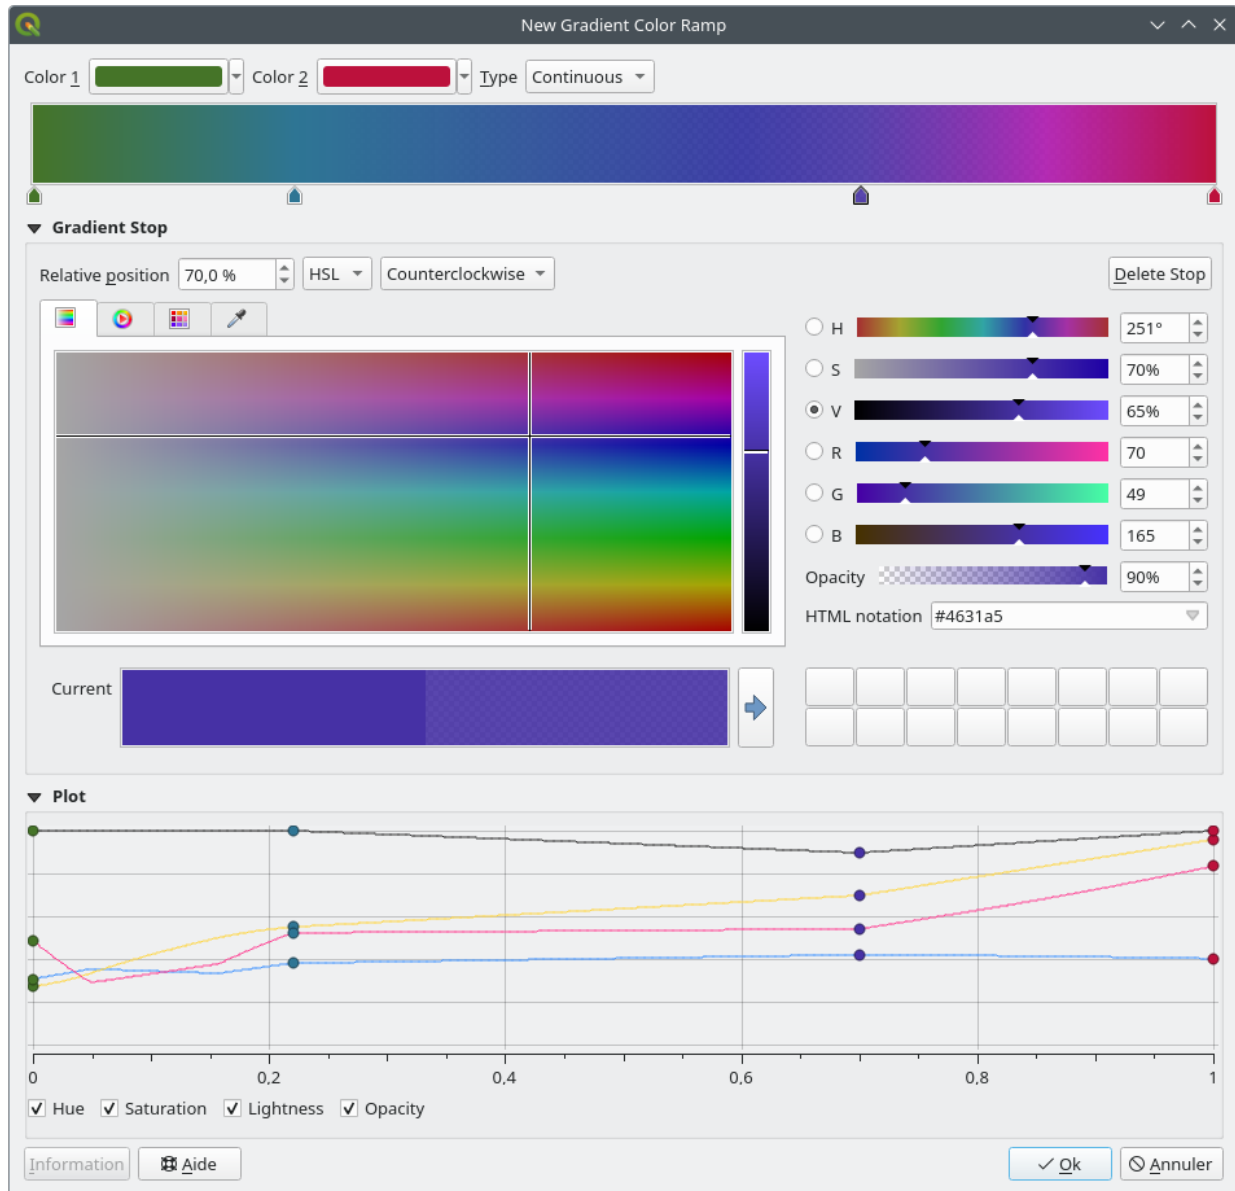 New Gradient Color Ramp
Color 1 Color 2 Type Continuous
Gradient Stop
Relative position 70,0 % HSL Counterclockwise Delete Stop
H 251°
S 70%
V 65%
R 70
G 49
B 165
Opacity 90%
HTML notation #4631a5
Current
Plot
0 0,2 0,4 0,6 0,8 1
Hue Saturation Lightness Opacity
Information Aide Ok Annuler